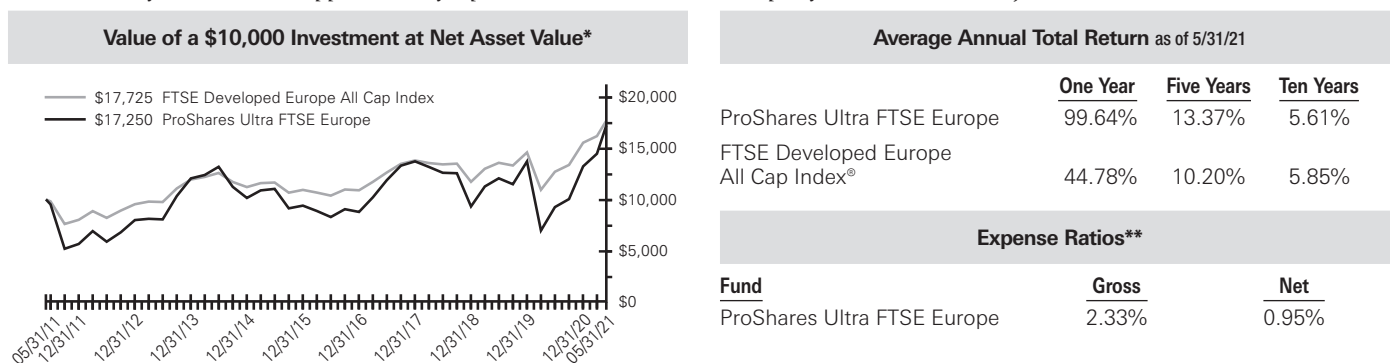 Value of a $10,000 Investment at Net Asset Value*
$17,725 FTSE Developed Europe All Cap Index
$17,250 ProShares Ultra FTSE Europe
$20,000
$15,000
$10,000
$5,000
$0
05/31/11
12/31/11
12/31/12
12/31/13
12/31/14
12/31/15
12/31/16
12/31/17
12/31/18
12/31/19
12/31/20
05/31/21
Average Annual Total Return as of 5/31/21
One Year Five Years Ten Years
ProShares Ultra FTSE Europe 99.64% 13.37% 5.61%
FTSE Developed Europe
All Cap Index® 44.78% 10.20% 5.85%
Expense Ratios**
Fund Gross Net
ProShares Ultra FTSE Europe 2.33% 0.95%